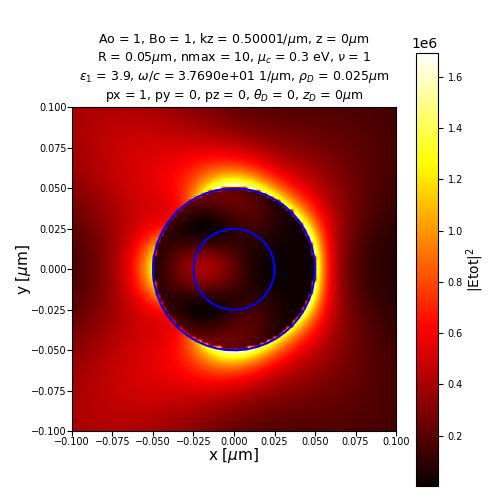 Ao = 1, Bo = 1, kz = 0.50001/μm, z = 0μm
R = 0.05μm, nmax = 10, μc = 0.3 eV, ν = 1
ε1 = 3.9, ω/c = 3.7690e+01 1/μm, ρD = 0.025μm
px = 1, py = 0, pz = 0, θD = 0, zD = 0μm
1e6
1.6
1.4
1.2
1.0
0.8
0.6
0.4
0.2
|Etot|²
0.100
0.075
0.050
0.025
0.000
−0.025
−0.050
−0.075
−0.100
y [μm]
−0.100 −0.075 −0.050 −0.025 0.000 0.025 0.050 0.075 0.100
x [μm]